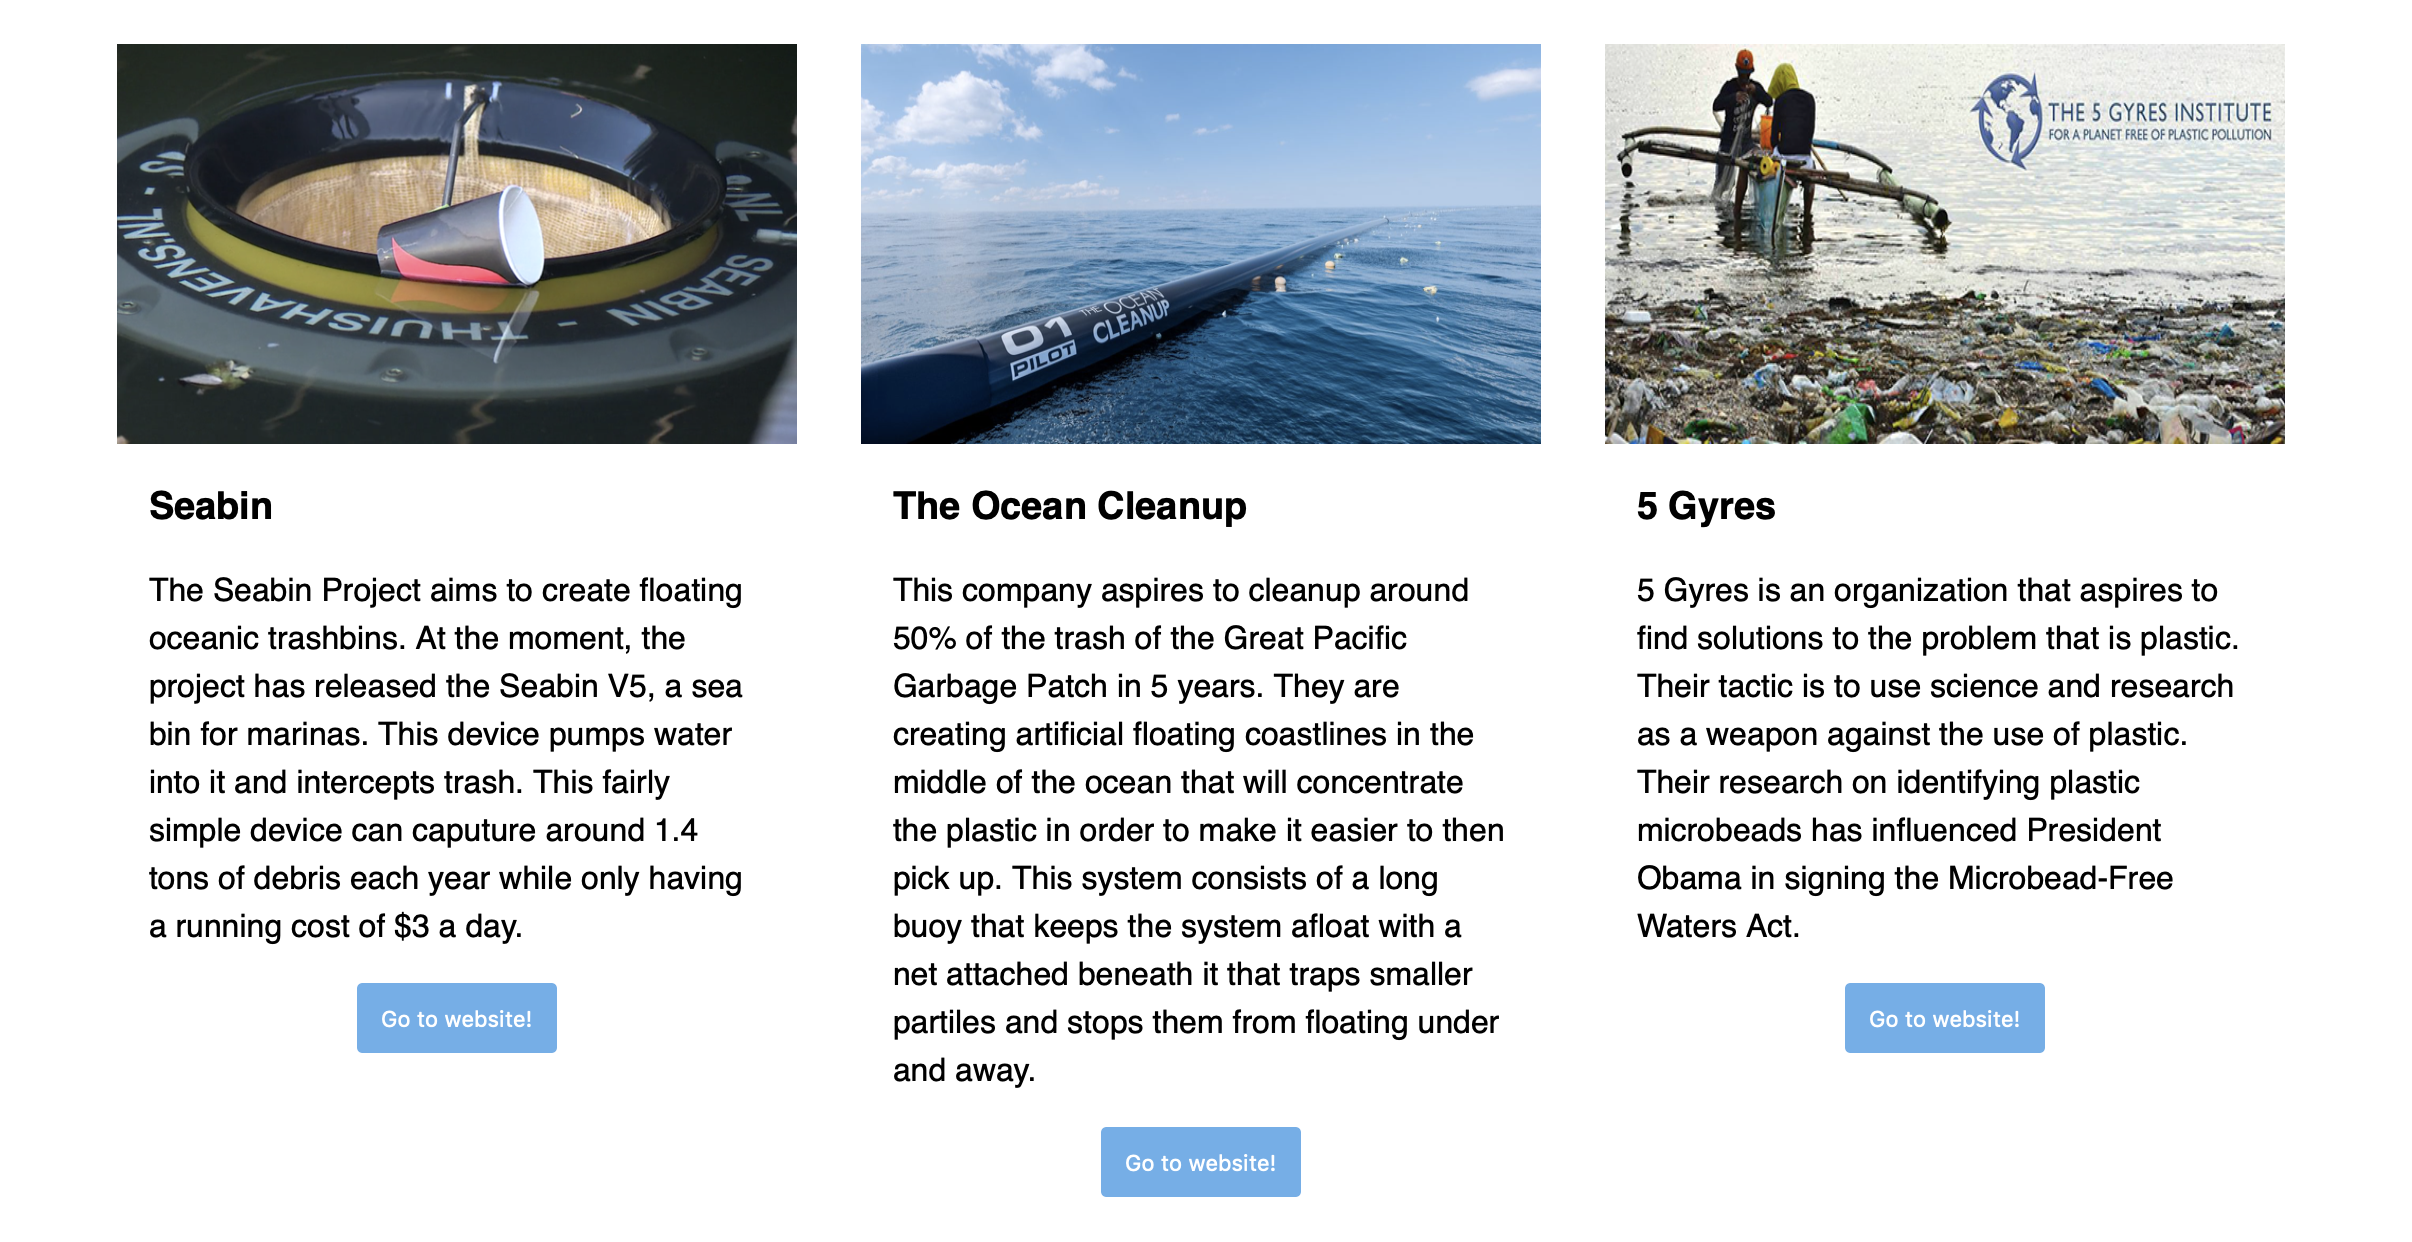 S - THUISHAVENS.NL
SEABIN - THUISHAVENS.NL
01
PILOT
THE OCEAN
CLEANUP
THE 5 GYRES INSTITUTE
FOR A PLANET FREE OF PLASTIC POLLUTION
Seabin
The Seabin Project aims to create floating
oceanic trashbins. At the moment, the
project has released the Seabin V5, a sea
bin for marinas. This device pumps water
into it and intercepts trash. This fairly
simple device can caputure around 1.4
tons of debris each year while only having
a running cost of $3 a day.
Go to website!
The Ocean Cleanup
This company aspires to cleanup around
50% of the trash of the Great Pacific
Garbage Patch in 5 years. They are
creating artificial floating coastlines in the
middle of the ocean that will concentrate
the plastic in order to make it easier to then
pick up. This system consists of a long
buoy that keeps the system afloat with a
net attached beneath it that traps smaller
partiles and stops them from floating under
and away.
Go to website!
5 Gyres
5 Gyres is an organization that aspires to
find solutions to the problem that is plastic.
Their tactic is to use science and research
as a weapon against the use of plastic.
Their research on identifying plastic
microbeads has influenced President
Obama in signing the Microbead-Free
Waters Act.
Go to website!